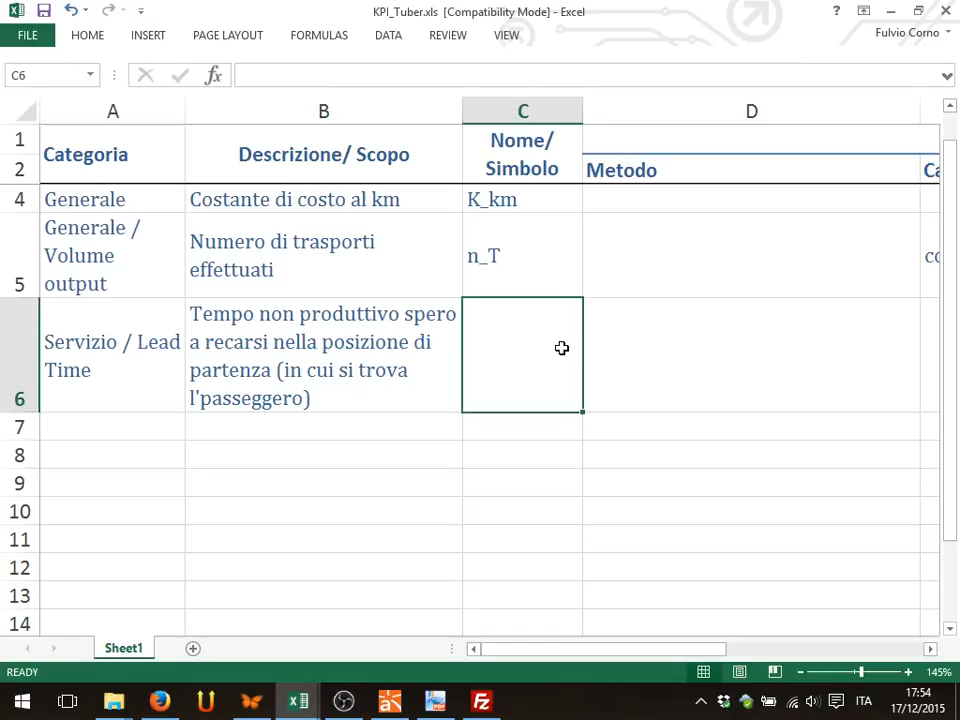 KPI_Tuber.xls [Compatibility Mode] - Excel
FILE HOME INSERT PAGE LAYOUT FORMULAS DATA REVIEW VIEW
Fulvio Corno
C6
fx
A B C D
1
2
Categoria
Descrizione/ Scopo
Nome/
Simbolo
Metodo
Ca
4 Generale Costante di costo al km K_km
5
Generale /
Volume
output
Numero di trasporti
effettuati
n_T
co
6
Servizio / Lead
Time
Tempo non produttivo spero
a recarsi nella posizione di
partenza (in cui si trova
l'passeggero)
7
8
9
10
11
12
13
14
Sheet1
READY
145%
ITA
17:54
17/12/2015